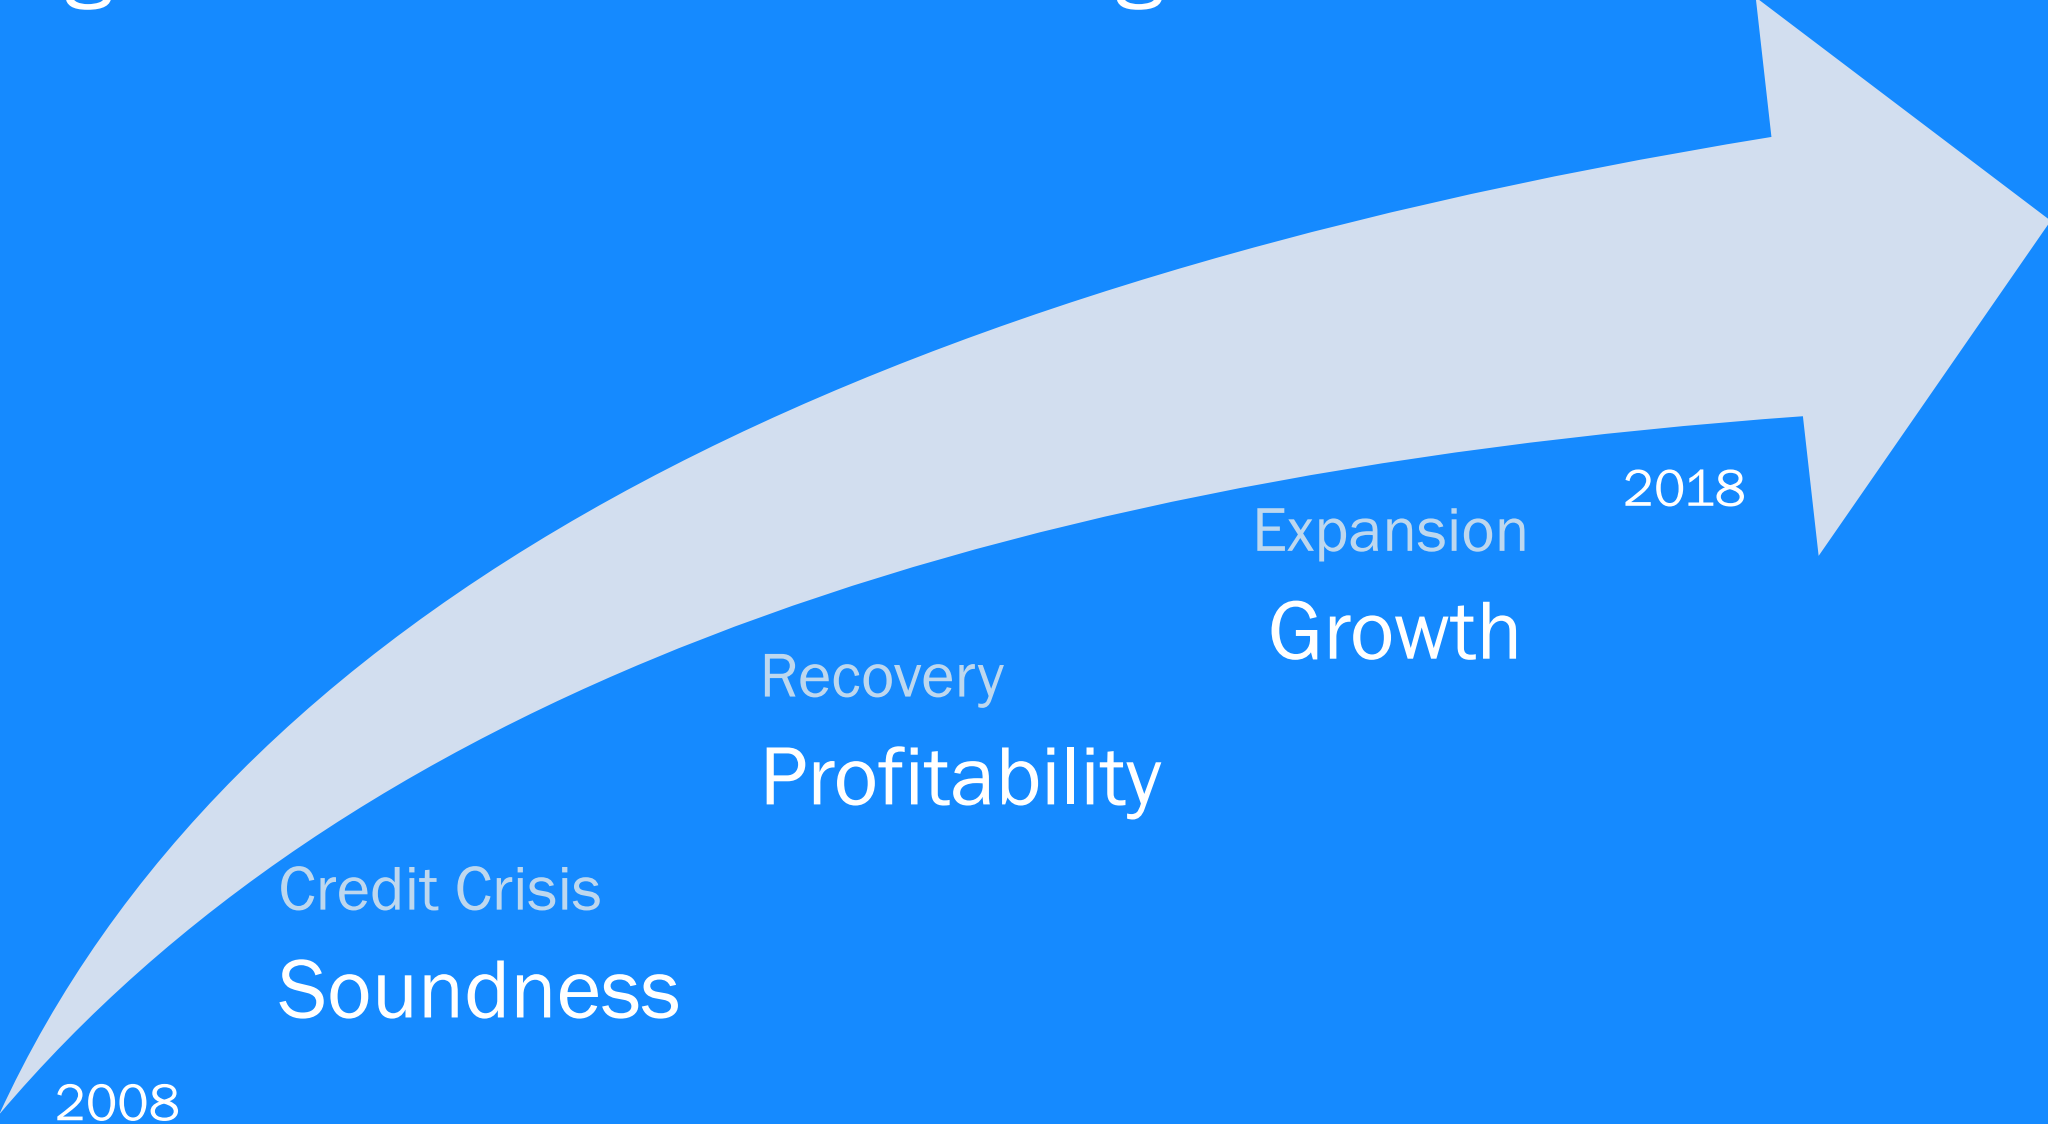 2018
Expansion
Growth
Recovery
Profitability
Credit Crisis
Soundness
2008